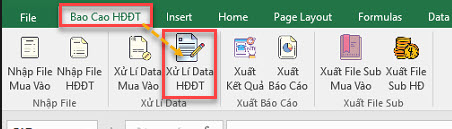 File Bao Cao HĐĐT Insert Home Page Layout Formulas Data
Nhập File Mua Vào Nhập File HĐĐT Xử Lí Data Mua Vào Xử Lí Data HĐĐT Xuất Kết Quả Xuất Báo Cáo Xuất File Sub Mua Vào Xuất File Sub HĐ
Nhập File Xử Lí Data Xuất Báo Cáo Xuất File Sub